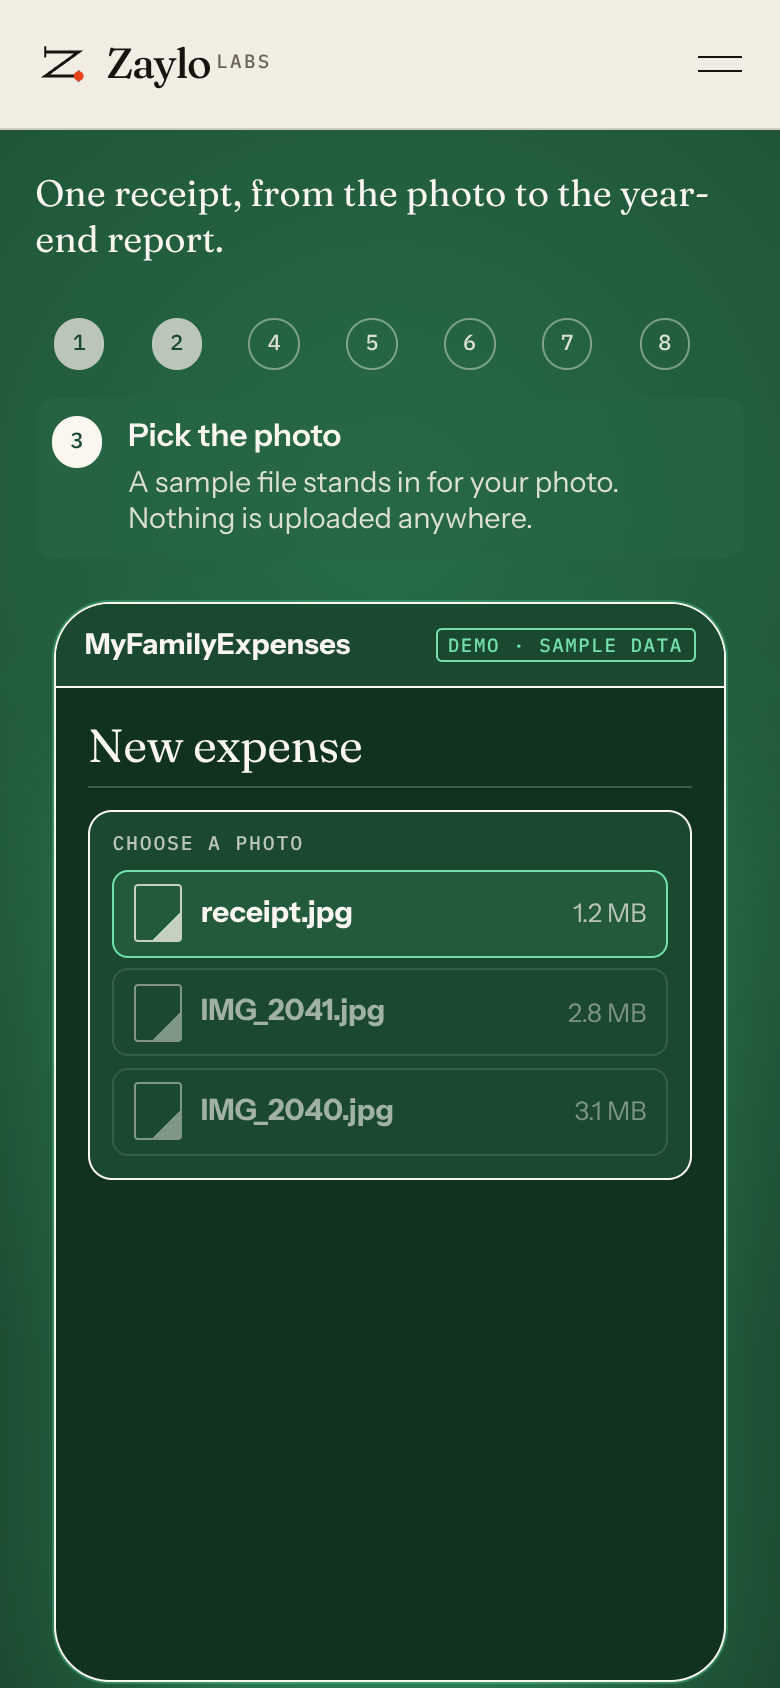 Zaylo LABS
One receipt, from the photo to the year-
end report.
1 2 4 5 6 7 8
3 Pick the photo
A sample file stands in for your photo.
Nothing is uploaded anywhere.
MyFamilyExpenses DEMO · SAMPLE DATA
New expense
CHOOSE A PHOTO
receipt.jpg 1.2 MB
IMG_2041.jpg 2.8 MB
IMG_2040.jpg 3.1 MB